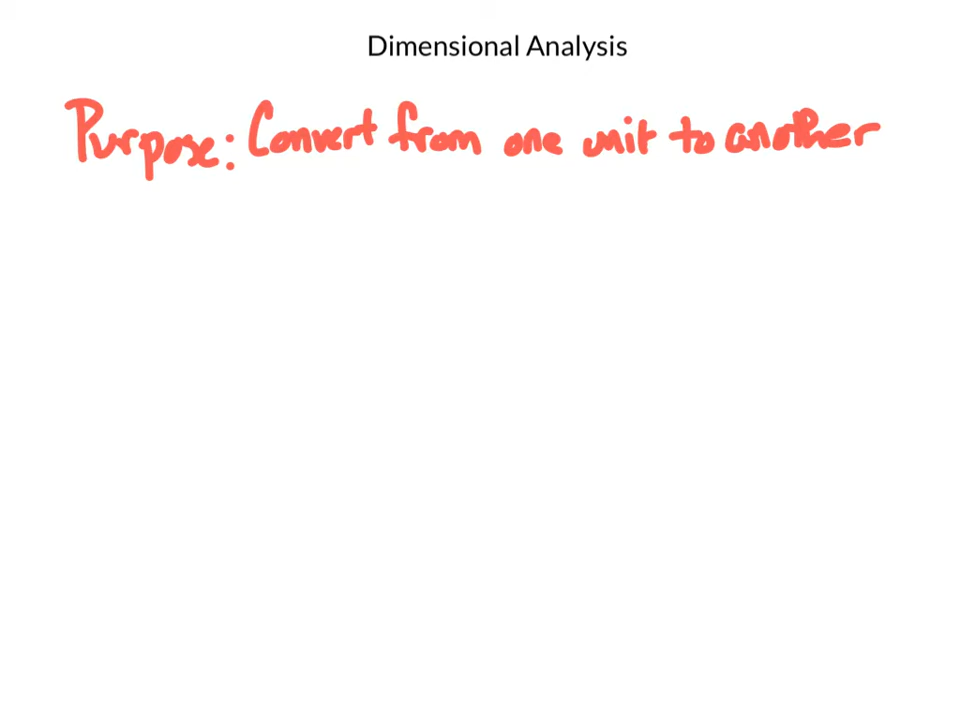 Dimensional Analysis
Purpose: Convert from one unit to another